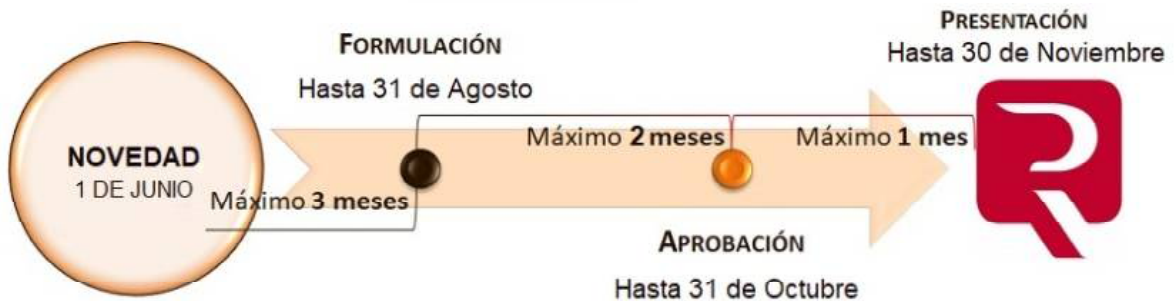 NOVEDAD
1 DE JUNIO
Máximo 3 meses
FORMULACIÓN
Hasta 31 de Agosto
Máximo 2 meses
APROBACIÓN
Hasta 31 de Octubre
Máximo 1 mes
PRESENTACIÓN
Hasta 30 de Noviembre